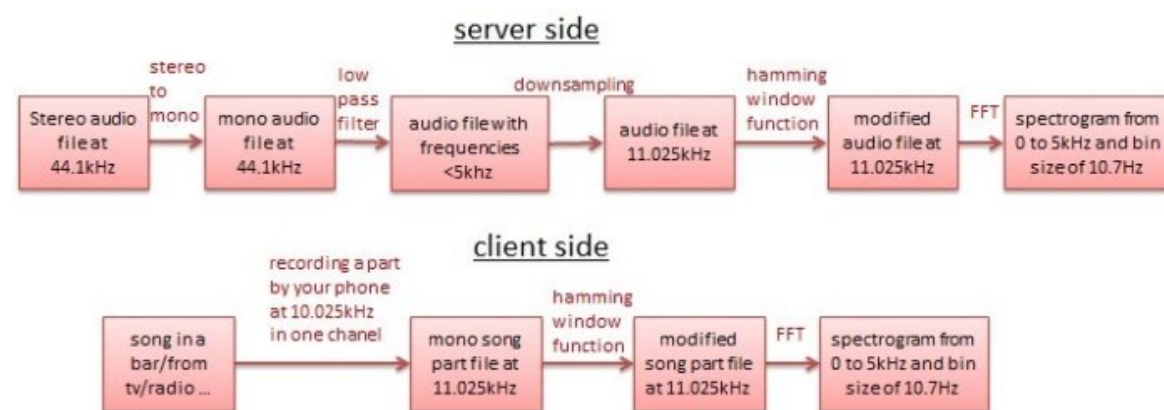 server side
stereo
to
mono
low
pass
filter
downsampling
hamming
window
function
FFT
Stereo audio
file at
44.1kHz
mono audio
file at
44.1kHz
audio file with
frequencies
<5khz
audio file at
11.025kHz
modified
audio file at
11.025kHz
spectrogram from
0 to 5kHz and bin
size of 10.7Hz
client side
recording a part
by your phone
at 10.025kHz
in one chanel
hamming
window
function
FFT
song in a
bar/from
tv/radio ...
mono song
part file at
11.025kHz
modified
song part file
at 11.025kHz
spectrogram from
0 to 5kHz and bin
size of 10.7Hz